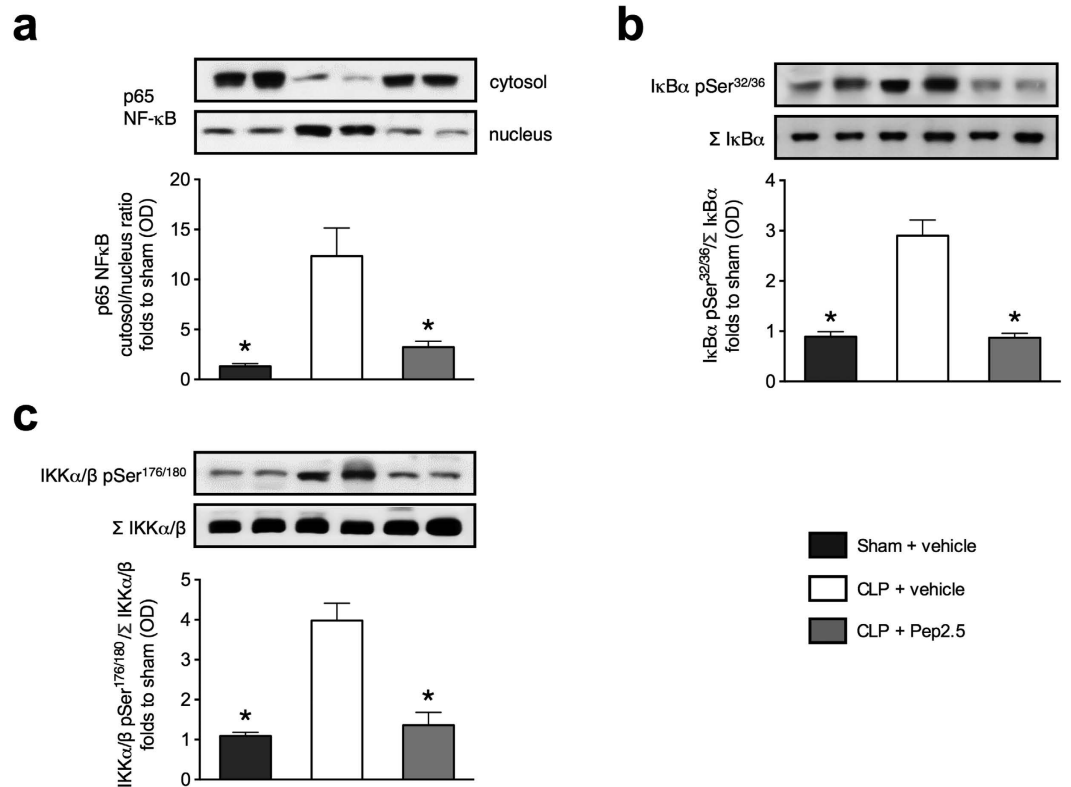 a
p65
NF-κB
cytosol
nucleus
p65 NFκB
cutosol/nucleus ratio
folds to sham (OD)
20
15
10
5
0
*
*
b
IκBα pSer32/36
Σ IκBα
IκBα pSer32/36/Σ IκBα
folds to sham (OD)
4
3
2
1
0
*
*
c
IKKα/β pSer176/180
Σ IKKα/β
IKKα/β pSer176/180/Σ IKKα/β
folds to sham (OD)
5
4
3
2
1
0
*
*
Sham + vehicle
CLP + vehicle
CLP + Pep2.5